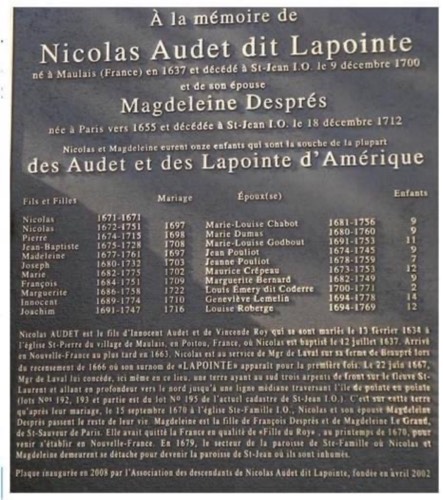 À la mémoire de
Nicolas Audet dit Lapointe
né à Maulais (France) en 1637 et décédé à St-Jean I.O. le 9 décembre 1700
et de son épouse
Magdeleine Després
née à Paris vers 1655 et décédée à St-Jean I.O. le 18 décembre 1712
Nicolas et Magdeleine eurent onze enfants qui sont la souche de la plupart
des Audet et des Lapointe d'Amérique
Fils et Filles Mariage Époux(se) Enfants
Nicolas 1671-1671
Nicolas 1672-1751 1697 Marie-Louise Chabot 1681-1756 9
Pierre 1674-1715 1698 Marie Dumas 1680-1760 9
Jean-Baptiste 1675-1728 1708 Marie-Louise Godbout 1691-1753 11
Madeleine 1677-1761 1697 Jean Pouliot 1674-1745 9
Joseph 1680-1732 1703 Jeanne Pouliot 1678-1759 7
Marie 1682-1775 1702 Maurice Crépeau 1673-1753 12
François 1684-1751 1709 Marguerite Bernard 1682-1749 9
Marguerite 1686-1758 1722 Louis Émery dit Coderre 1700-1771 2
Innocent 1689-1774 1710 Geneviève Lemelin 1694-1778 14
Joachim 1691-1747 1716 Louise Roberge 1694-1769 12
Nicolas AUDET est le fils d'Innocent Audet et de Vincende Roy qui se sont mariés le 13 février 1634 à
l'église St-Pierre du village de Maulais, en Poitou, France, où Nicolas est baptisé le 12 juillet 1637. Arrivé
en Nouvelle-France au plus tard en 1663, Nicolas est au service de Mgr de Laval sur sa ferme de Beaupré lors
du recensement de 1666 où son surnom de «LAPOINTE» apparaît pour la première fois. Le 22 juin 1667,
Mgr de Laval lui concède, ici même en ce lieu, une terre ayant au sud trois arpents de front sur le fleuve St-
Laurent et allant en profondeur vers le nord jusqu'à une ligne médiane traversant l'île de pointe en pointe
(lots Nos 192, 193 et partie est du lot No 195 de l'actuel cadastre de St-Jean I.O.). C'est sur cette terre
qu'après leur mariage, le 15 septembre 1670 à l'église Ste-Famille I.O., Nicolas et son épouse Magdeleine
Després passent le reste de leur vie. Magdeleine est la fille de François Després et de Magdeleine Le Grand,
de St-Sauveur de Paris. Elle avait quitté la France en qualité de «Fille du Roy», au printemps de 1670, pour
venir s'établir en Nouvelle-France. En 1679, le secteur de la paroisse de Ste-Famille où Nicolas et
Magdeleine demeurent se détache pour devenir la paroisse de St-Jean où ils sont inhumés.
Plaque inaugurée en 2008 par l'Association des descendants de Nicolas Audet dit Lapointe, fondée en avril 2002